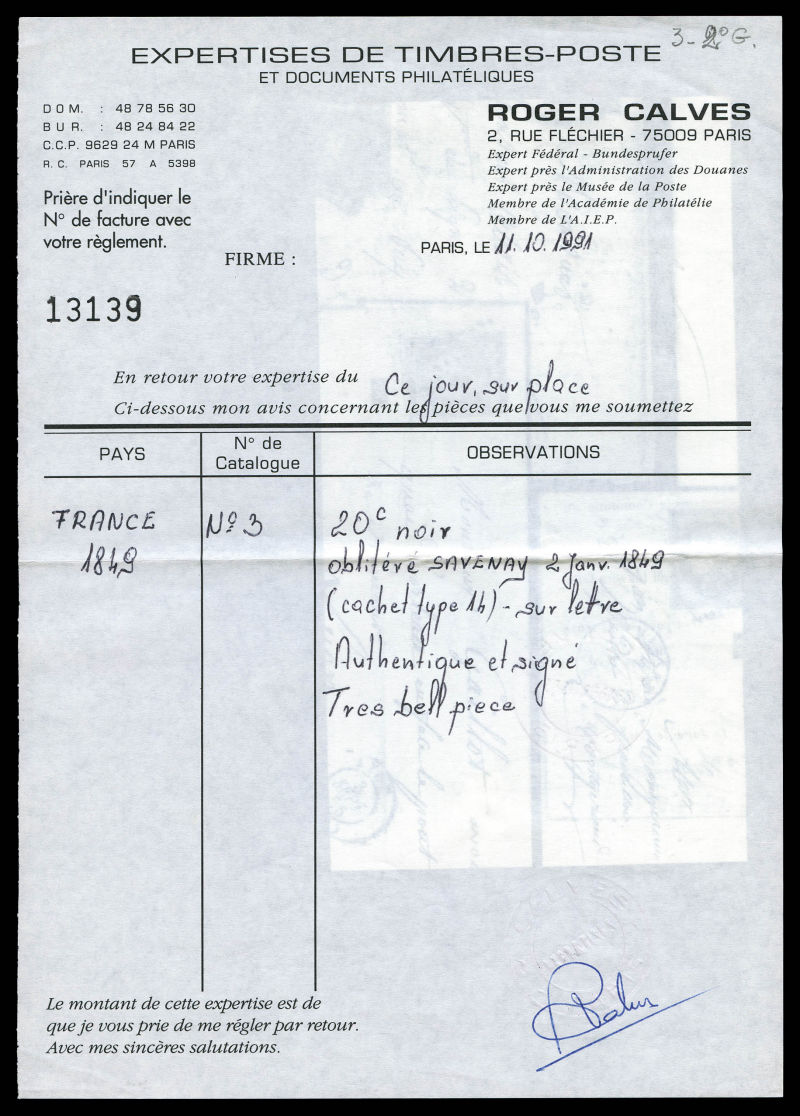 3-2°G.
EXPERTISES DE TIMBRES-POSTE
ET DOCUMENTS PHILATÉLIQUES
DOM. : 48 78 56 30
BUR. : 48 24 84 22
C.C.P. 9629 24 M PARIS
R. C. PARIS 57 A 5398
Prière d'indiquer le
N° de facture avec
votre règlement.
ROGER CALVES
2, RUE FLÉCHIER - 75009 PARIS
Expert Fédéral - Bundesprufer
Expert près l'Administration des Douanes
Expert près le Musée de la Poste
Membre de l'Académie de Philatélie
Membre de L'A.I.E.P.
PARIS, LE 11.10.1991
FIRME :
13139
En retour votre expertise du Ce jour, sur place
Ci-dessous mon avis concernant les pièces que vous me soumettez
PAYS
N° de
Catalogue
OBSERVATIONS
FRANCE
1849
Nº 3
20c noir
oblitéré SAVENAY 2 Janv. 1849
(cachet type 14) - sur lettre
Authentique et signé
Tres bell piece
Le montant de cette expertise est de
que je vous prie de me régler par retour.
Avec mes sincères salutations.